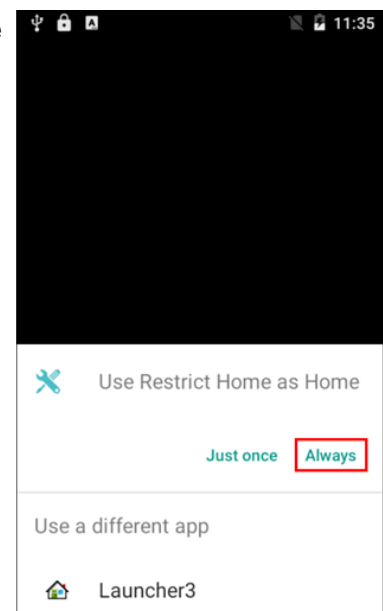 11:35
Use Restrict Home as Home
Just once Always
Use a different app
Launcher3